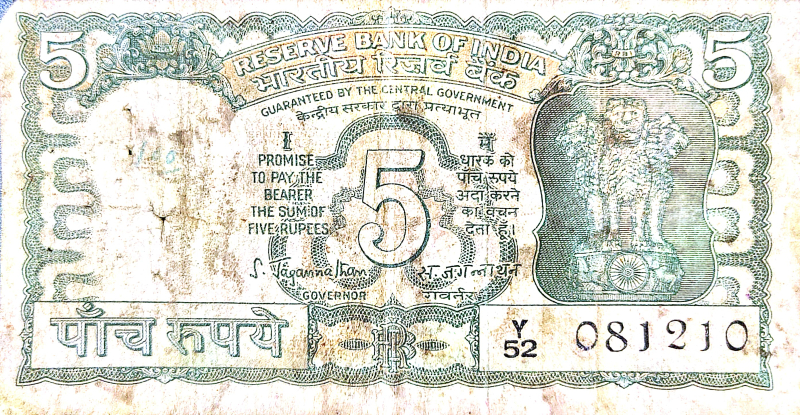 5
RESERVE BANK OF INDIA
5
भारतीय रिज़र्व बैंक
GUARANTEED BY THE CENTRAL GOVERNMENT
केन्द्रीय सरकार द्वारा प्रत्याभूत
I
PROMISE
TO PAY THE
BEARER
THE SUM OF
FIVE RUPEES
5
मैं
धारक को
पाँच रुपये
अदा करने
का वचन
देता हूँ।
S. Jagannathan
GOVERNOR
स. जगन्नाथन
गवर्नर
पाँच रुपये
Y
52
081210